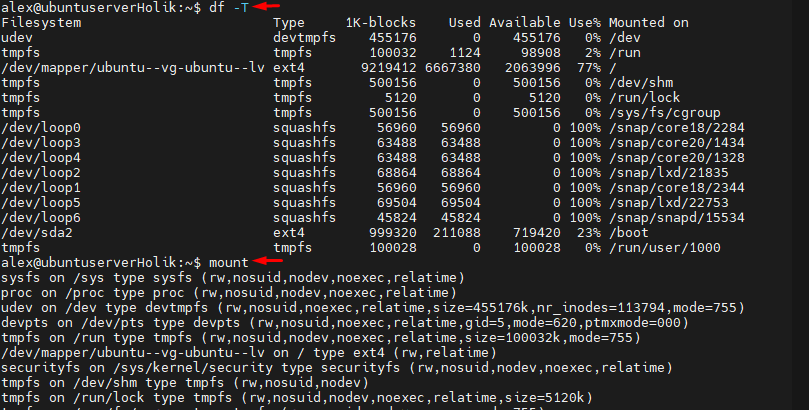 alex@ubuntuserverHolik:~$ df -T
Filesystem Type 1K-blocks Used Available Use% Mounted on
udev devtmpfs 455176 0 455176 0% /dev
tmpfs tmpfs 100032 1124 98908 2% /run
/dev/mapper/ubuntu--vg-ubuntu--lv ext4 9219412 6667380 2063996 77% /
tmpfs tmpfs 500156 0 500156 0% /dev/shm
tmpfs tmpfs 5120 0 5120 0% /run/lock
tmpfs tmpfs 500156 0 500156 0% /sys/fs/cgroup
/dev/loop0 squashfs 56960 56960 0 100% /snap/core18/2284
/dev/loop3 squashfs 63488 63488 0 100% /snap/core20/1434
/dev/loop4 squashfs 63488 63488 0 100% /snap/core20/1328
/dev/loop2 squashfs 68864 68864 0 100% /snap/lxd/21835
/dev/loop1 squashfs 56960 56960 0 100% /snap/core18/2344
/dev/loop5 squashfs 69504 69504 0 100% /snap/lxd/22753
/dev/loop6 squashfs 45824 45824 0 100% /snap/snapd/15534
/dev/sda2 ext4 999320 211088 719420 23% /boot
tmpfs tmpfs 100028 0 100028 0% /run/user/1000
alex@ubuntuserverHolik:~$ mount
sysfs on /sys type sysfs (rw,nosuid,nodev,noexec,relatime)
proc on /proc type proc (rw,nosuid,nodev,noexec,relatime)
udev on /dev type devtmpfs (rw,nosuid,noexec,relatime,size=455176k,nr_inodes=113794,mode=755)
devpts on /dev/pts type devpts (rw,nosuid,noexec,relatime,gid=5,mode=620,ptmxmode=000)
tmpfs on /run type tmpfs (rw,nosuid,nodev,noexec,relatime,size=100032k,mode=755)
/dev/mapper/ubuntu--vg-ubuntu--lv on / type ext4 (rw,relatime)
securityfs on /sys/kernel/security type securityfs (rw,nosuid,nodev,noexec,relatime)
tmpfs on /dev/shm type tmpfs (rw,nosuid,nodev)
tmpfs on /run/lock type tmpfs (rw,nosuid,nodev,noexec,relatime,size=5120k)